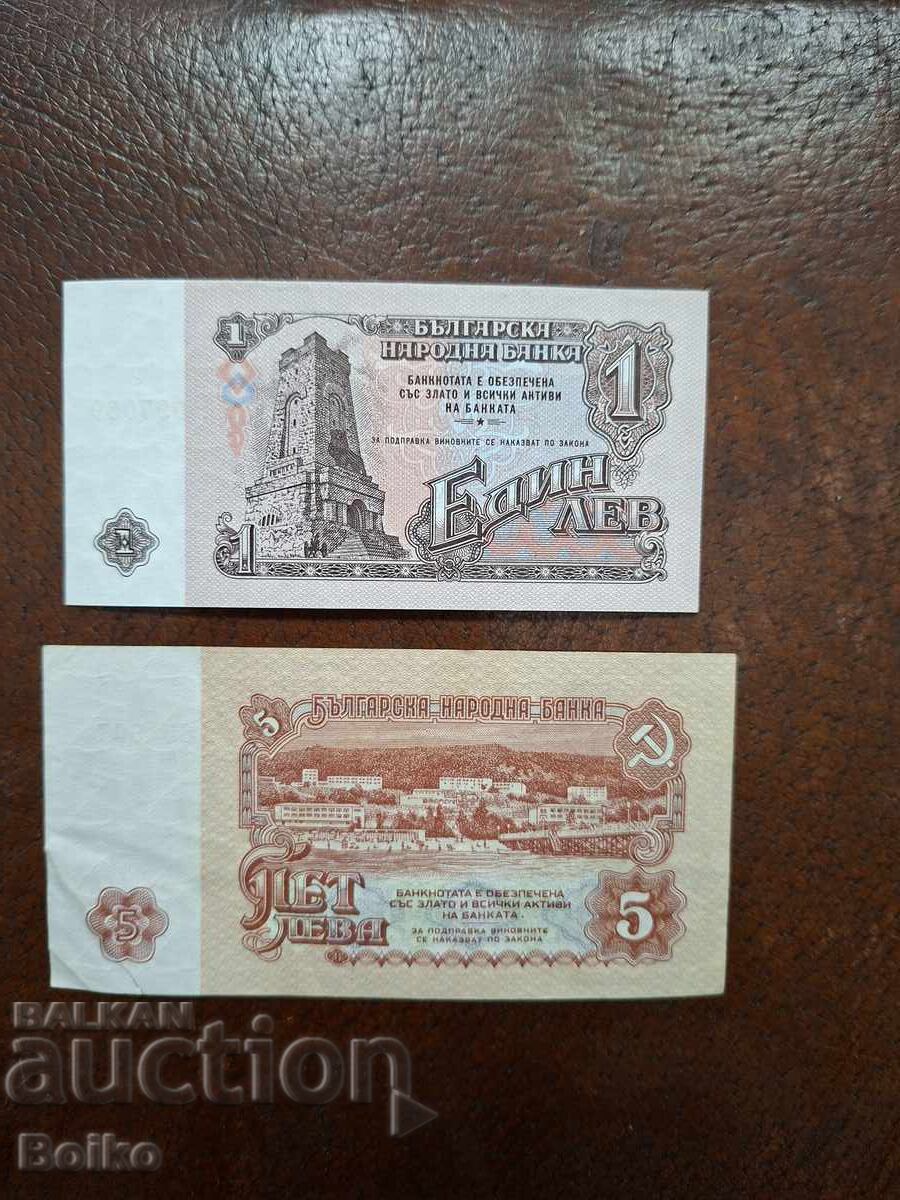 1
БЪЛГАРСКА
НАРОДНА БАНКА
1
БАНКНОТАТА Е ОБЕЗПЕЧЕНА
СЪС ЗЛАТО И ВСИЧКИ АКТИВИ
НА БАНКАТА
ЗА ПОДПРАВКА ВИНОВНИТЕ СЕ НАКАЗВАТ ПО ЗАКОНА
ЕДИН
ЛЕВ
1
1
5
БЪЛГАРСКА НАРОДНА БАНКА
ПЕТ
ЛЕВА
БАНКНОТАТА Е ОБЕЗПЕЧЕНА
СЪС ЗЛАТО И ВСИЧКИ АКТИВИ
НА БАНКАТА
ЗА ПОДПРАВКА ВИНОВНИТЕ
СЕ НАКАЗВАТ ПО ЗАКОНА
5
5
BALKAN
auction
Boiko